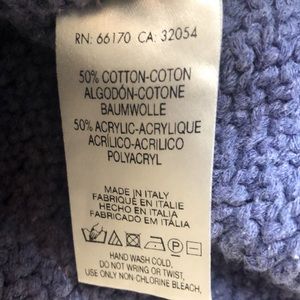 RN: 66170 CA: 32054
50% COTTON-COTON
ALGODÓN-COTONE
BAUMWOLLE
50% ACRYLIC-ACRYLIQUE
ACRÍLICO-ACRILICO
POLYACRYL
MADE IN ITALY
FABRIQUÉ EN ITALIE
HECHO EN ITALIA
FABRICADO EM ITÁLIA
P
HAND WASH COLD,
DO NOT WRING OR TWIST,
USE ONLY NON-CHLORINE BLEACH,